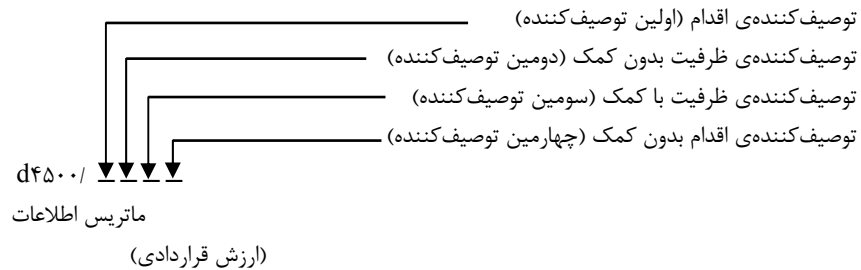 توصیف‌کننده‌ی اقدام (اولین توصیف‌کننده)
توصیف‌کننده‌ی ظرفیت بدون کمک (دومین توصیف‌کننده)
توصیف‌کننده‌ی ظرفیت با کمک (سومین توصیف‌کننده)
توصیف‌کننده‌ی اقدام بدون کمک (چهارمین توصیف‌کننده)
d۴۵۰۰/ _ _ _ _
ماتریس اطلاعات
(ارزش قراردادی)